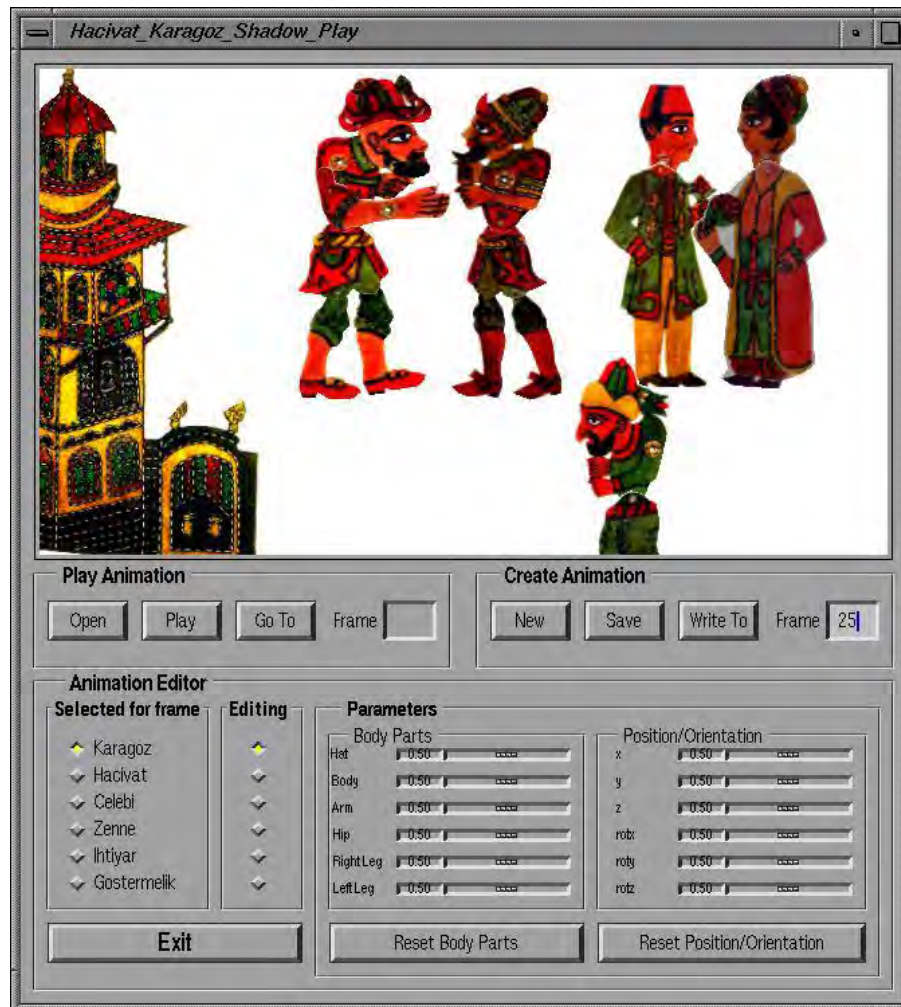 Hacivat_Karagoz_Shadow_Play
Play Animation
Open Play Go To Frame
Create Animation
New Save Write To Frame 25
Animation Editor
Selected for frame
Karagoz
Hacivat
Celebi
Zenne
Ihtiyar
Gostermelik
Editing
Parameters
Body Parts
Hat 0.50
Body 0.50
Arm 0.50
Hip 0.50
RightLeg 0.50
LeftLeg 0.50
Position/Orientation
x 0.50
y 0.50
z 0.50
rotx 0.50
roty 0.50
rotz 0.50
Exit
Reset Body Parts
Reset Position/Orientation